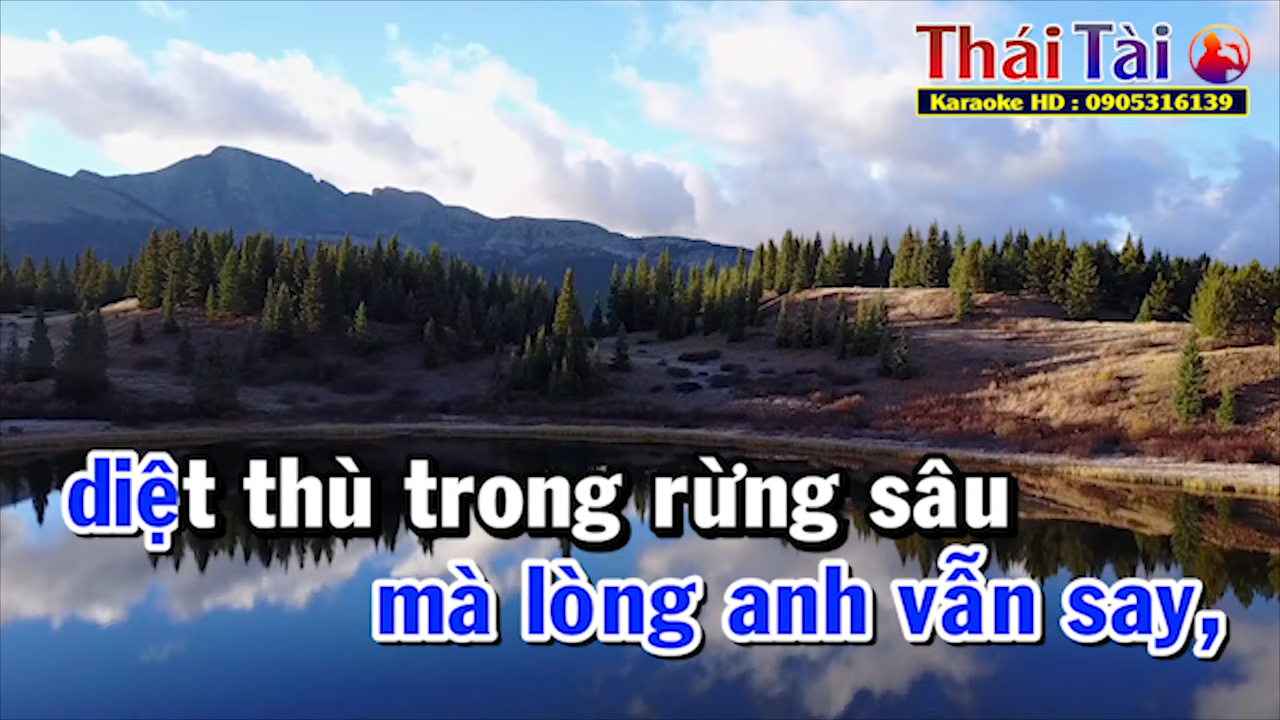 Thái Tài
Karaoke HD : 0905316139
diệt thù trong rừng sâu
mà lòng anh vẫn say,